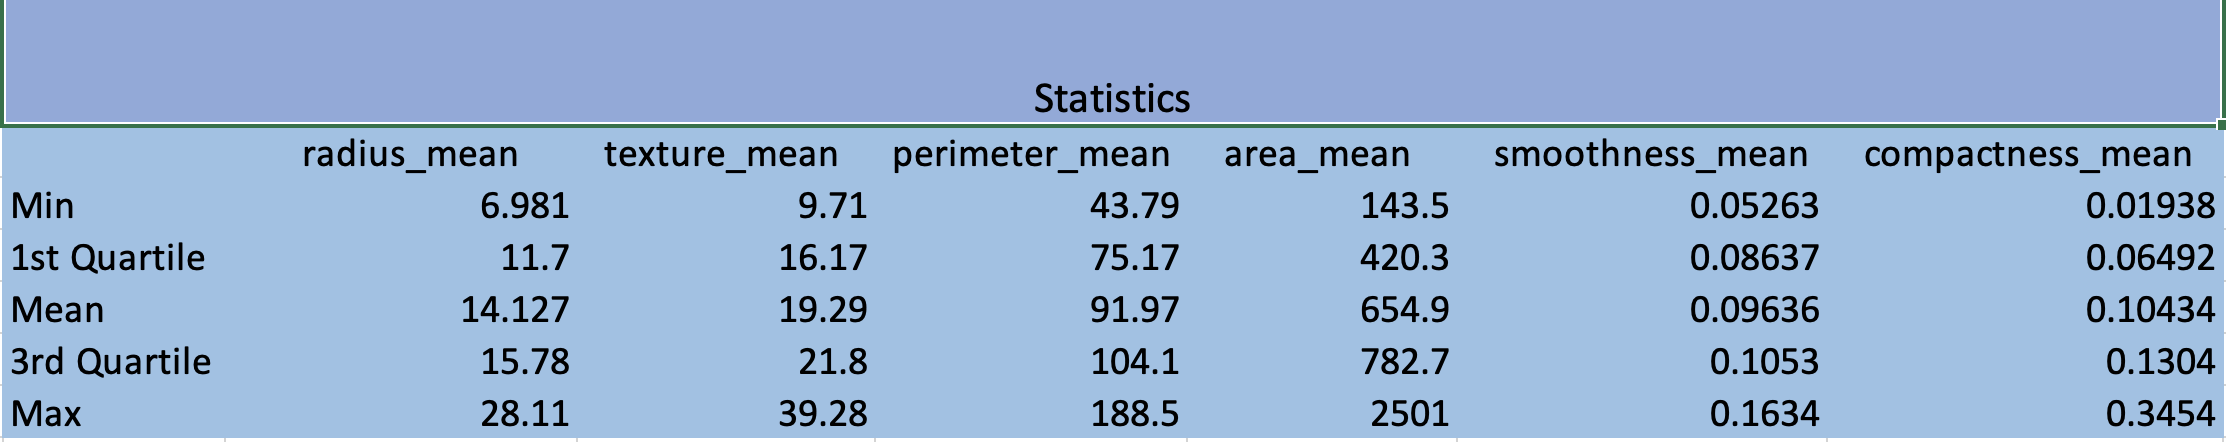 Statistics
radius_mean texture_mean perimeter_mean area_mean smoothness_mean compactness_mean
Min 6.981 9.71 43.79 143.5 0.05263 0.01938
1st Quartile 11.7 16.17 75.17 420.3 0.08637 0.06492
Mean 14.127 19.29 91.97 654.9 0.09636 0.10434
3rd Quartile 15.78 21.8 104.1 782.7 0.1053 0.1304
Max 28.11 39.28 188.5 2501 0.1634 0.3454